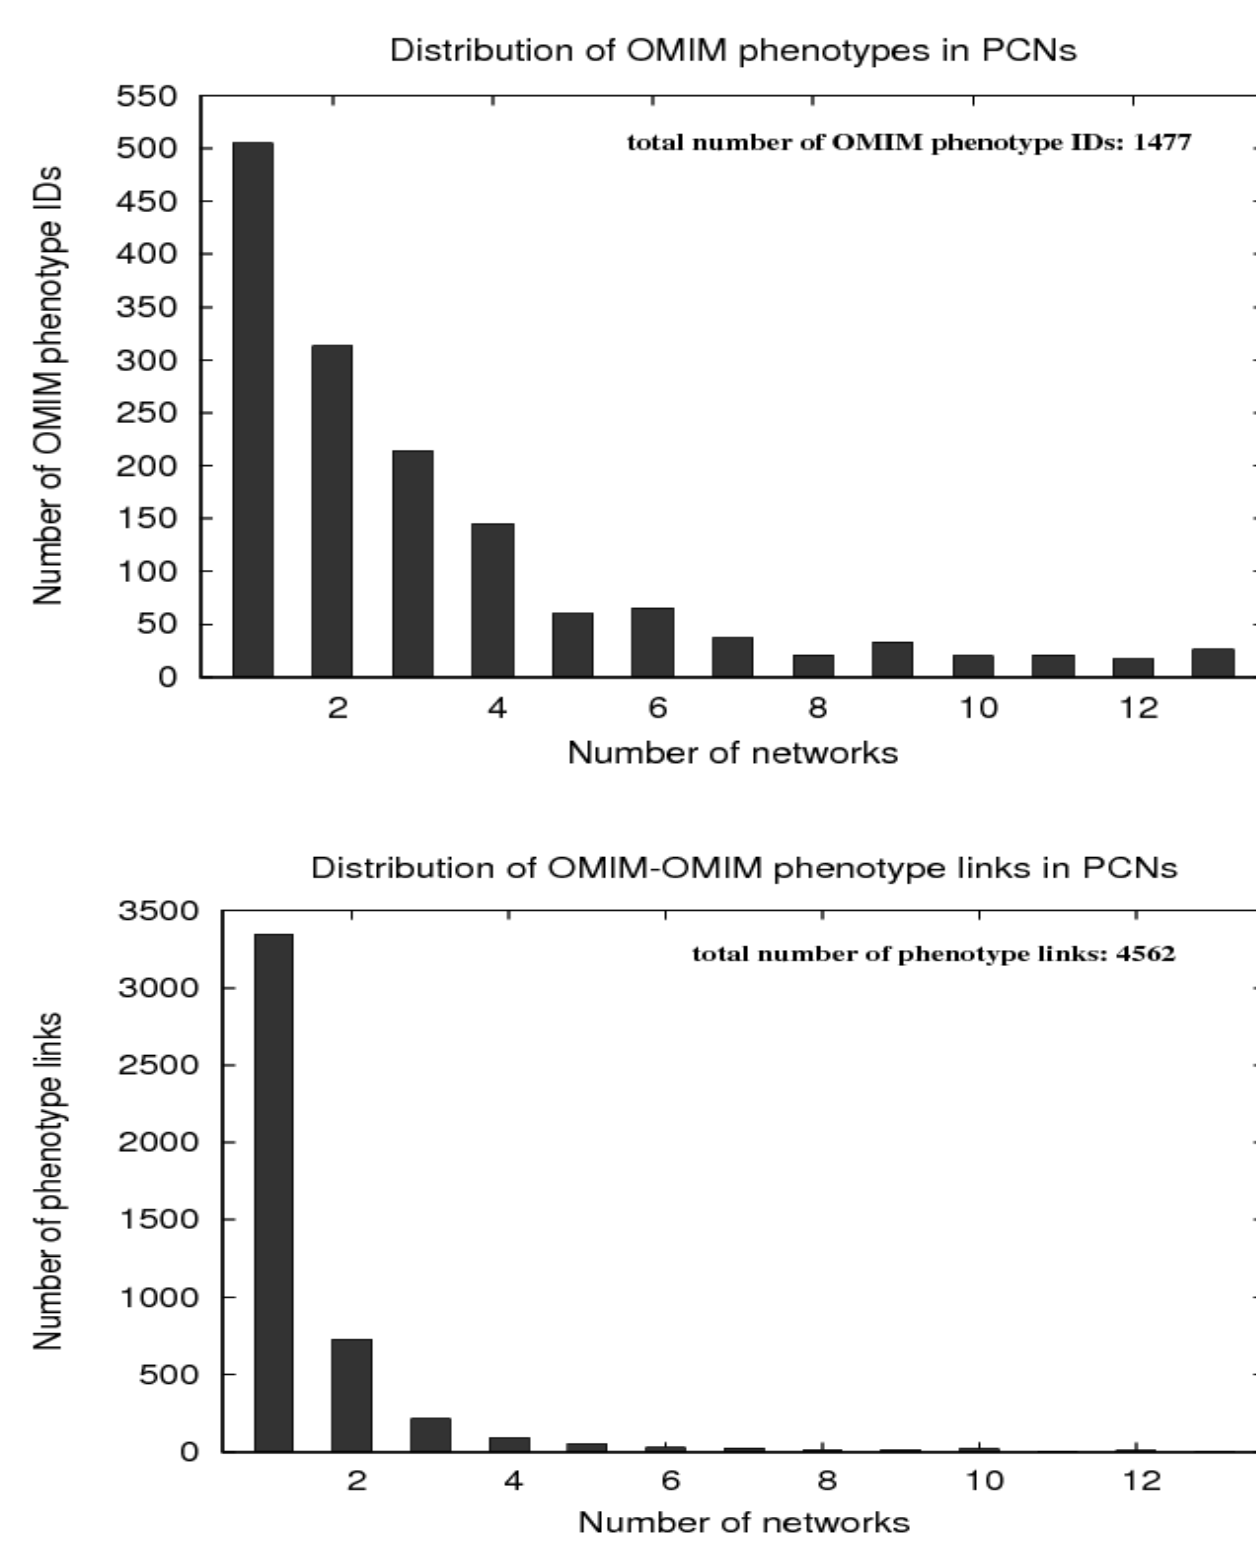 Distribution of OMIM phenotypes in PCNs
550
500
450
400
350
300
250
200
150
100
50
0
total number of OMIM phenotype IDs: 1477
Number of OMIM phenotype IDs
2 4 6 8 10 12
Number of networks
Distribution of OMIM-OMIM phenotype links in PCNs
3500
3000
2500
2000
1500
1000
500
0
total number of phenotype links: 4562
Number of phenotype links
2 4 6 8 10 12
Number of networks